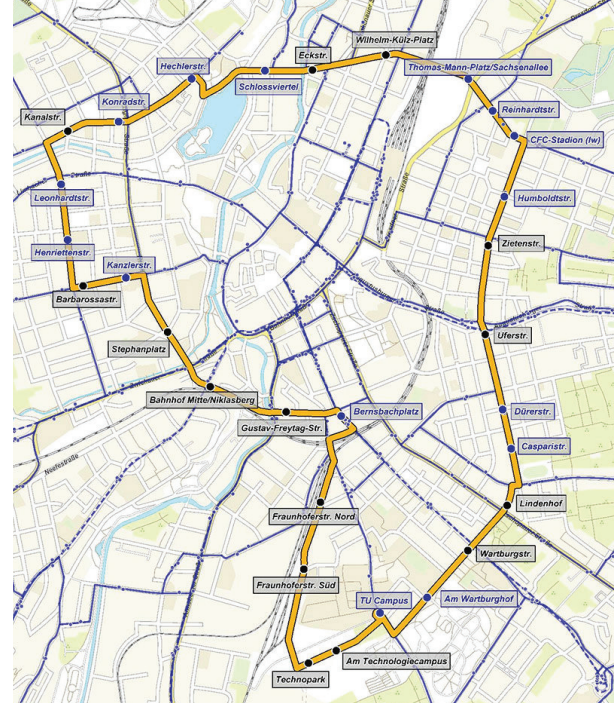 Wilhelm-Külz-Platz
Eckstr.
Hechlerstr.
Thomas-Mann-Platz/Sachsenallee
Schlossviertel
Konradstr.
Reinhardtstr.
Kanalstr.
CFC-Stadion (fw)
Leonhardtstr.
Humboldtstr.
Henriettenstr.
Zietenstr.
Kanzlerstr.
Barbarossastr.
Uferstr.
Stephanplatz
Bahnhof Mitte/Niklasberg
Bernsbachplatz
Dürerstr.
Gustav-Freytag-Str.
Casparistr.
Neefestraße
Lindenhof
Fraunhoferstr. Nord
Wartburgstr.
Fraunhoferstr. Süd
TU Campus
Am Wartburghof
Am Technologiecampus
Technopark